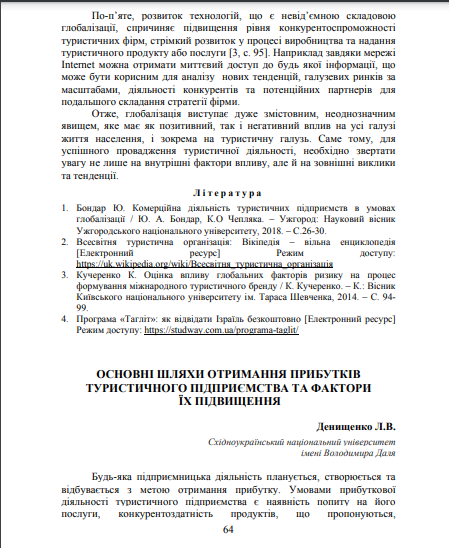 По-п’яте, розвиток технологій, що є невід’ємною складовою
глобалізації, спричиняє підвищення рівня конкурентоспроможності
туристичних фірм, стрімкий розвиток у процесі виробництва та надання
туристичного продукту або послуги [3, с. 95]. Наприклад завдяки мережі
Internet можна отримати миттєвий доступ до будь якої інформації, що
може бути корисним для аналізу нових тенденцій, галузевих ринків за
масштабами, діяльності конкурентів та потенційних партнерів для
подальшого складання стратегії фірми.
Отже, глобалізація виступає дуже змістовним, неоднозначним
явищем, яке має як позитивний, так і негативний вплив на усі галузі
життя населення, і зокрема на туристичну галузь. Саме тому, для
успішного провадження туристичної діяльності, необхідно звертати
увагу не лише на внутрішні фактори впливу, але й на зовнішні виклики
та тенденції.
Література
1. Бондар Ю. Комерційна діяльність туристичних підприємств в умовах
глобалізації / Ю. А. Бондар, К.О Чепляка. – Ужгород: Науковий вісник
Ужгородського національного університету, 2018. – С.26-30.
2. Всесвітня туристична організація: Вікіпедія – вільна енциклопедія
[Електронний ресурс] Режим доступу:
https://uk.wikipedia.org/wiki/Всесвітня_туристична_організація
3. Кучеренко К. Оцінка впливу глобальних факторів ризику на процес
формування міжнародного туристичного бренду / К. Кучеренко. – К.: Вісник
Київського національного університету ім. Тараса Шевченка, 2014. – С. 94-
99.
4. Програма «Тагліт»: як відвідати Ізраїль безкоштовно [Електронний ресурс]
Режим доступу: https://studway.com.ua/programa-taglit/
ОСНОВНІ ШЛЯХИ ОТРИМАННЯ ПРИБУТКІВ
ТУРИСТИЧНОГО ПІДПРИЄМСТВА ТА ФАКТОРИ
ЇХ ПІДВИЩЕННЯ
Денищенко Л.В.
Східноукраїнський національний університет
імені Володимира Даля
Будь-яка підприємницька діяльність планується, створюється та
відбувається з метою отримання прибутку. Умовами прибуткової
діяльності туристичного підприємства є наявність попиту на його
послуги, конкурентоздатність продуктів, що пропонуються,
64